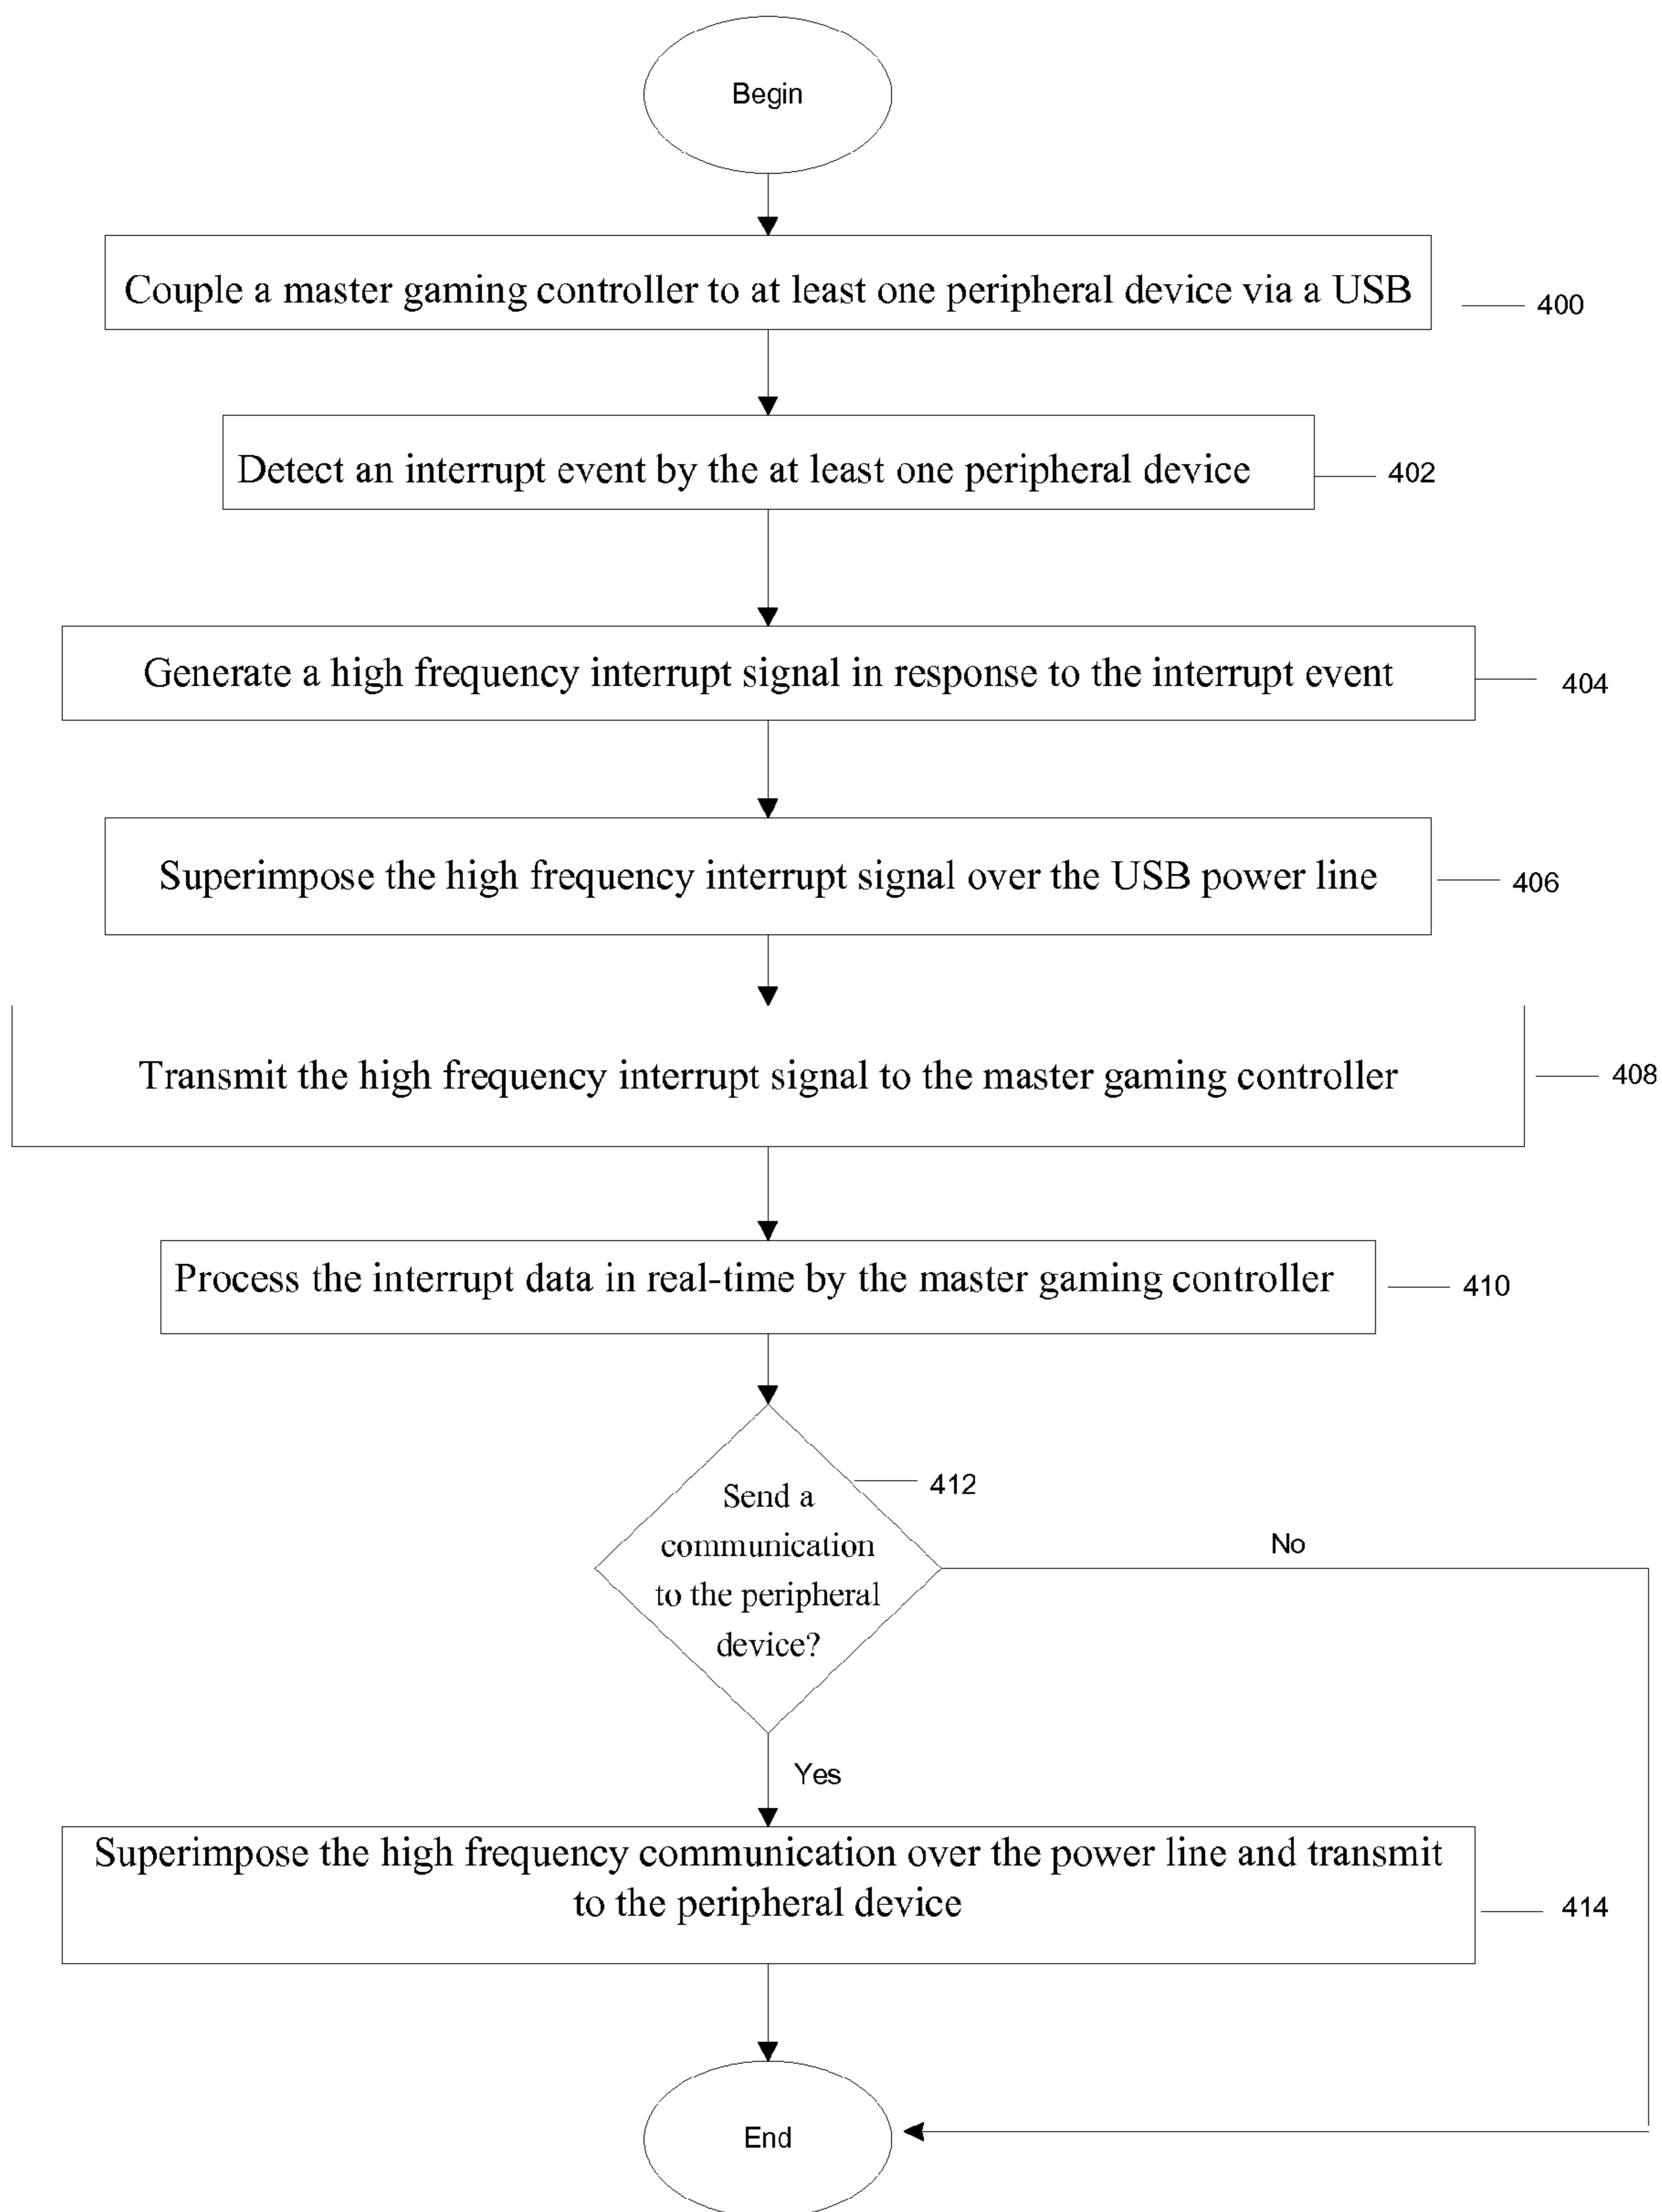 Begin
Couple a master gaming controller to at least one peripheral device via a USB
400
Detect an interrupt event by the at least one peripheral device
402
Generate a high frequency interrupt signal in response to the interrupt event
404
Superimpose the high frequency interrupt signal over the USB power line
406
Transmit the high frequency interrupt signal to the master gaming controller
408
Process the interrupt data in real-time by the master gaming controller
410
Send a
communication
to the peripheral
device?
412
No
Yes
Superimpose the high frequency communication over the power line and transmit
to the peripheral device
414
End